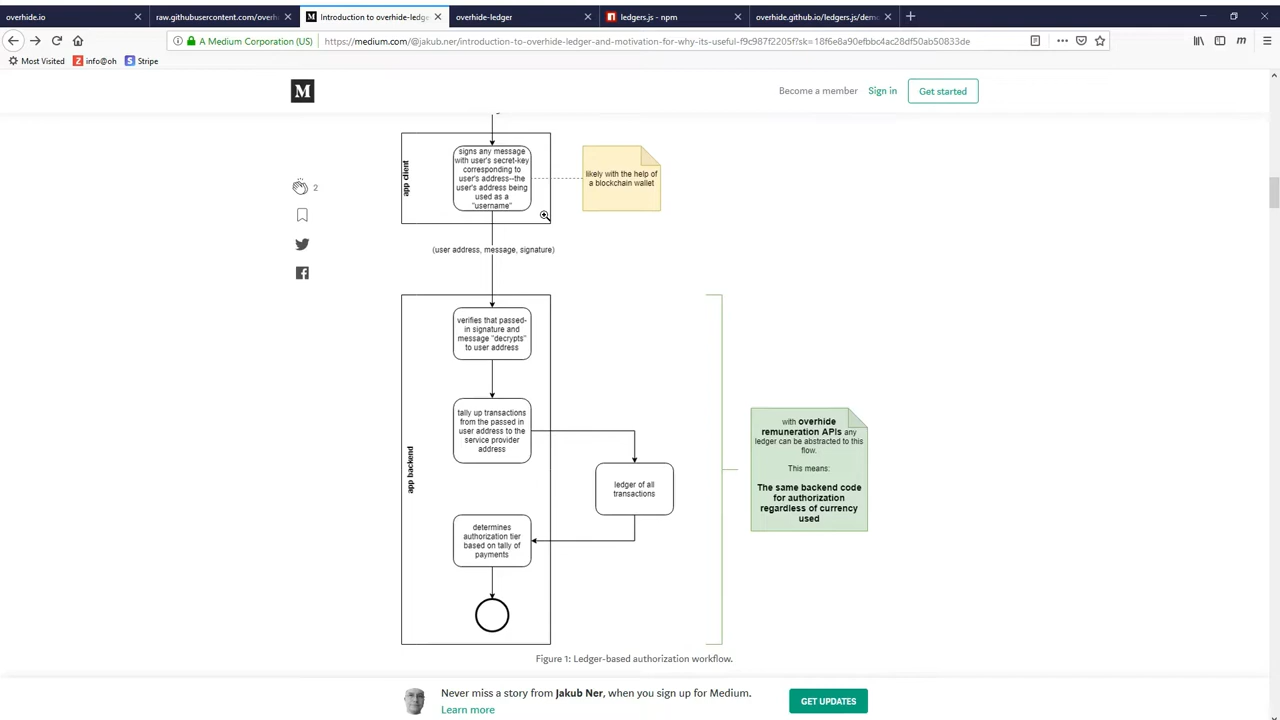 overhide.io
raw.githubusercontent.com/overh
Introduction to overhide-ledge
overhide-ledger
ledgers.js - npm
overhide.github.io/ledgers.js/demo
A Medium Corporation (US)
https://medium.com/@jakub.ner/introduction-to-overhide-ledger-and-motivation-for-why-its-useful-f9c987f2205f?sk=18f6e8a90efbbc4ac28df50ab50833de
Most Visited
info@oh
Stripe
M
Become a member
Sign in
Get started
app client
signs any message
with user's secret-key
corresponding to
user's address--the
user's address being
used as a
"username"
likely with the help of
a blockchain wallet
2
(user address, message, signature)
app backend
verifies that passed-
in signature and
message "decrypts"
to user address
tally up transactions
from the passed in
user address to the
service provider
address
ledger of all
transactions
determines
authorization tier
based on tally of
payments
with overhide
remuneration APIs any
ledger can be abstracted to this
flow.
This means:
The same backend code
for authorization
regardless of currency
used
Figure 1: Ledger-based authorization workflow.
Never miss a story from Jakub Ner, when you sign up for Medium.
Learn more
GET UPDATES